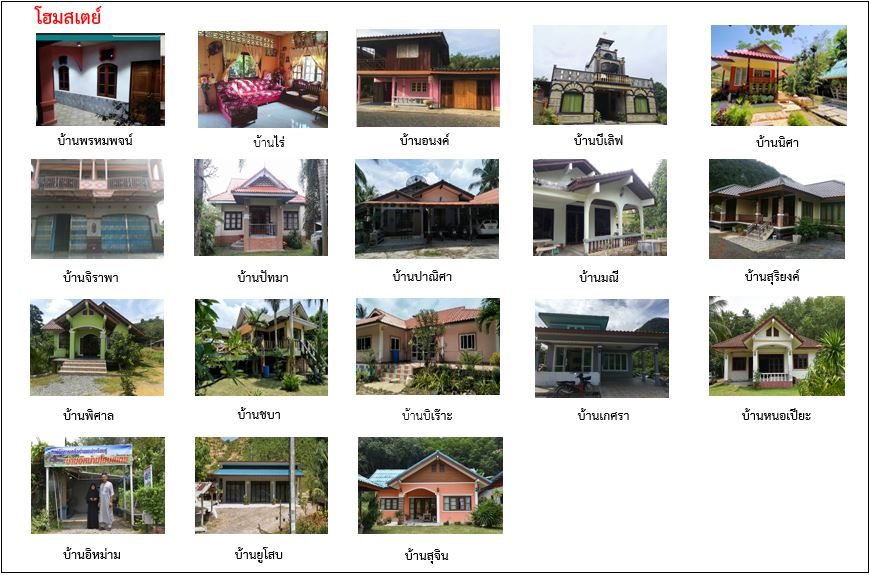 โฮมสเตย์
บ้านพรหมพจน์
บ้านไร่
บ้านอนงค์
บ้านบีเลิฟ
บ้านนิศา
บ้านจิราพา
บ้านปัทมา
บ้านปาณิศา
บ้านมณี
บ้านสุริยงค์
บ้านพิศาล
บ้านชบา
บ้านบิเร๊าะ
บ้านเกศรา
บ้านหนอเปียะ
บ้านอิหม่าม
บ้านยูโสบ
บ้านสุจิน